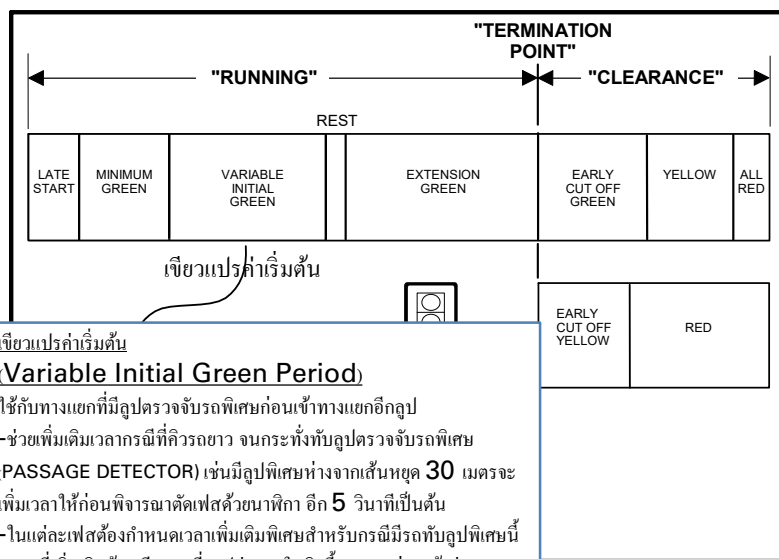 "TERMINATION
POINT"
"RUNNING"
"CLEARANCE"
REST
LATE
START
MINIMUM
GREEN
VARIABLE
INITIAL
GREEN
EXTENSION
GREEN
EARLY
CUT OFF
GREEN
YELLOW
ALL
RED
เขียวแปรค่าเริ่มต้น
EARLY
CUT OFF
YELLOW
RED
เขียวแปรค่าเริ่มต้น
(Variable Initial Green Period)
ใช้กับทางแยกที่มีลูปตรวจจับรถพิเศษก่อนเข้าทางแยกอีกลูป
-ช่วยเพิ่มเติมเวลากรณีที่คิวรถยาว จนกระทั่งทับลูปตรวจจับรถพิเศษ
(PASSAGE DETECTOR) เช่นมีลูปพิเศษห่างจากเส้นหยุด 30 เมตรจะ
เพิ่มเวลาให้ก่อนพิจารณาตัดเฟสด้วยนาฬิกา อีก 5 วินาทีเป็นต้น
-ในแต่ละเฟสต้องกำหนดเวลาเพิ่มเติมพิเศษสำหรับกรณีมีรถทับลูปพิเศษนี้